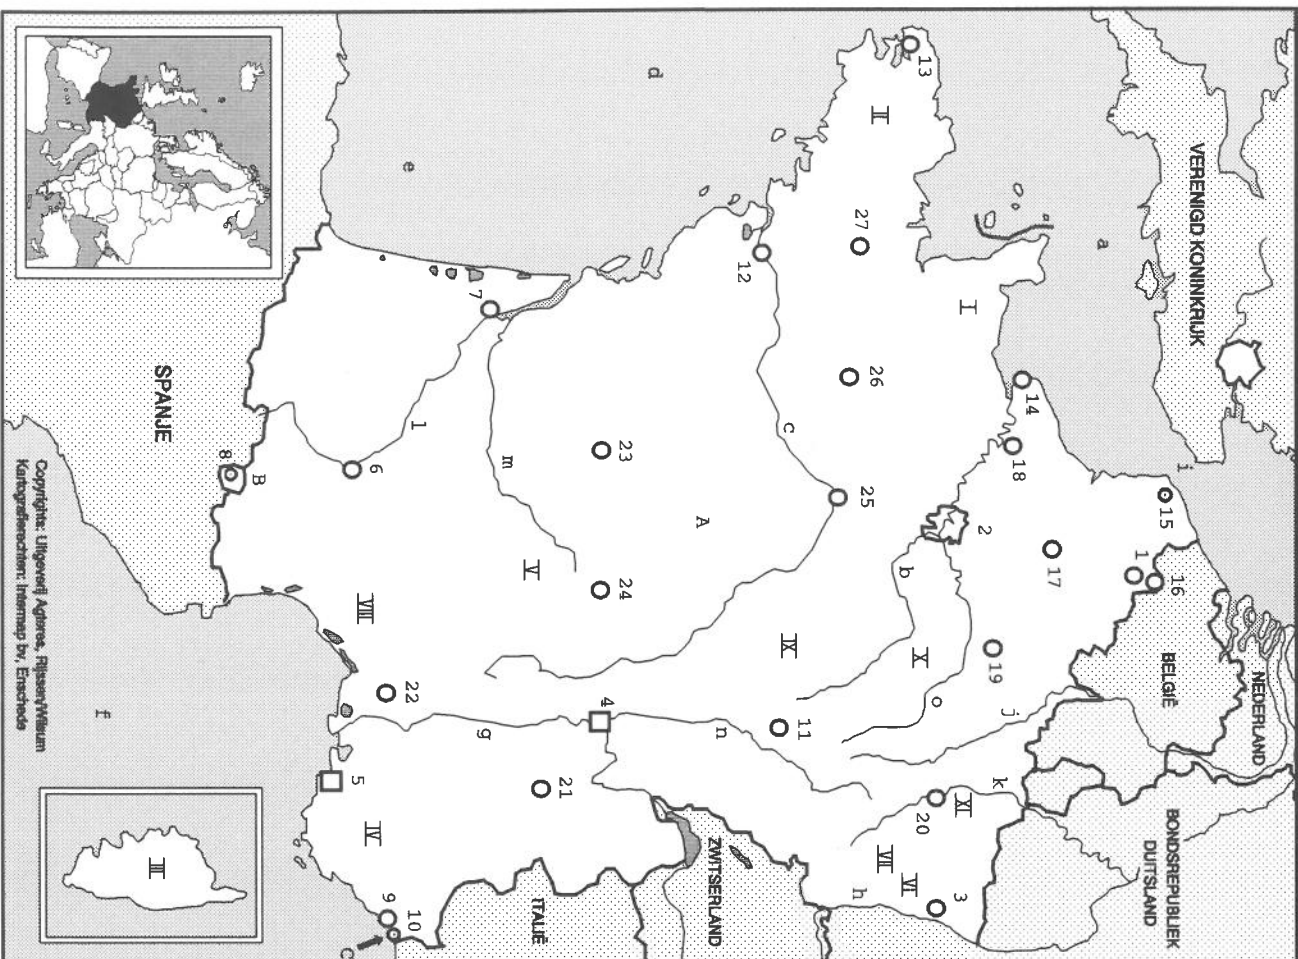 NEDERLAND
VERENIGD KONINKRIJK
i
16
BONDSREPUBLIEK
DUITSLAND
BELGIË
15
1
a
17
14
18
j
k
19
2
I
XI
3
o
13
20
X
VI
b
VII
II
27
26
25
h
11
IX
c
12
n
ZWITSERLAND
A
d
23
24
4
21
ITALIË
V
m
g
7
l
10
e
22
9
6
IV
VIII
5
C
B
8
SPANJE
III
f
Copyrights: Uitgeverij Agteres, Rijssen/Wilsum
Kartografierechten: Intermap bv, Enschede